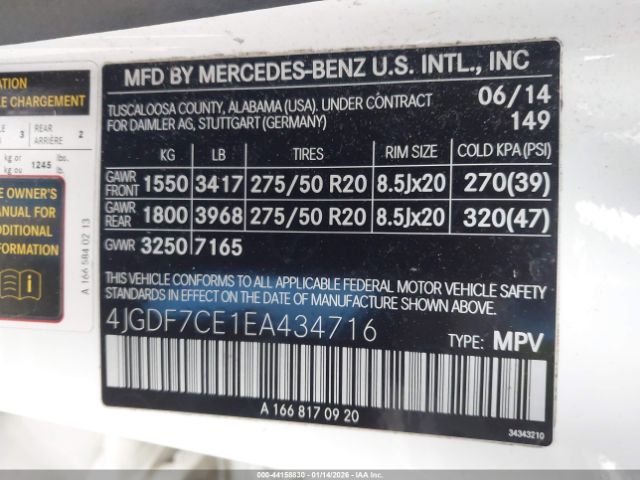 ATION
E CHARGEMENT
3 REAR ARRIÈRE 2
kg or
kg ou 1245 lbs. lb.
E OWNER'S
ANUAL FOR
DDITIONAL
FORMATION
A 166 584 02 13
MFD BY MERCEDES-BENZ U.S. INTL., INC
TUSCALOOSA COUNTY, ALABAMA (USA). UNDER CONTRACT 06/14
FOR DAIMLER AG, STUTTGART (GERMANY) 149
KG LB TIRES RIM SIZE COLD KPA (PSI)
GAWR FRONT 1550 3417 275/50 R20 8.5Jx20 270(39)
GAWR REAR 1800 3968 275/50 R20 8.5Jx20 320(47)
GVWR 3250 7165
THIS VEHICLE CONFORMS TO ALL APPLICABLE FEDERAL MOTOR VEHICLE SAFETY
STANDARDS IN EFFECT ON THE DATE OF MANUFACTURE SHOWN ABOVE.
4JGDF7CE1EA434716 TYPE: MPV
A 166 817 09 20
34343210
000-44158830 - 01/14/2026 - IAA Inc.